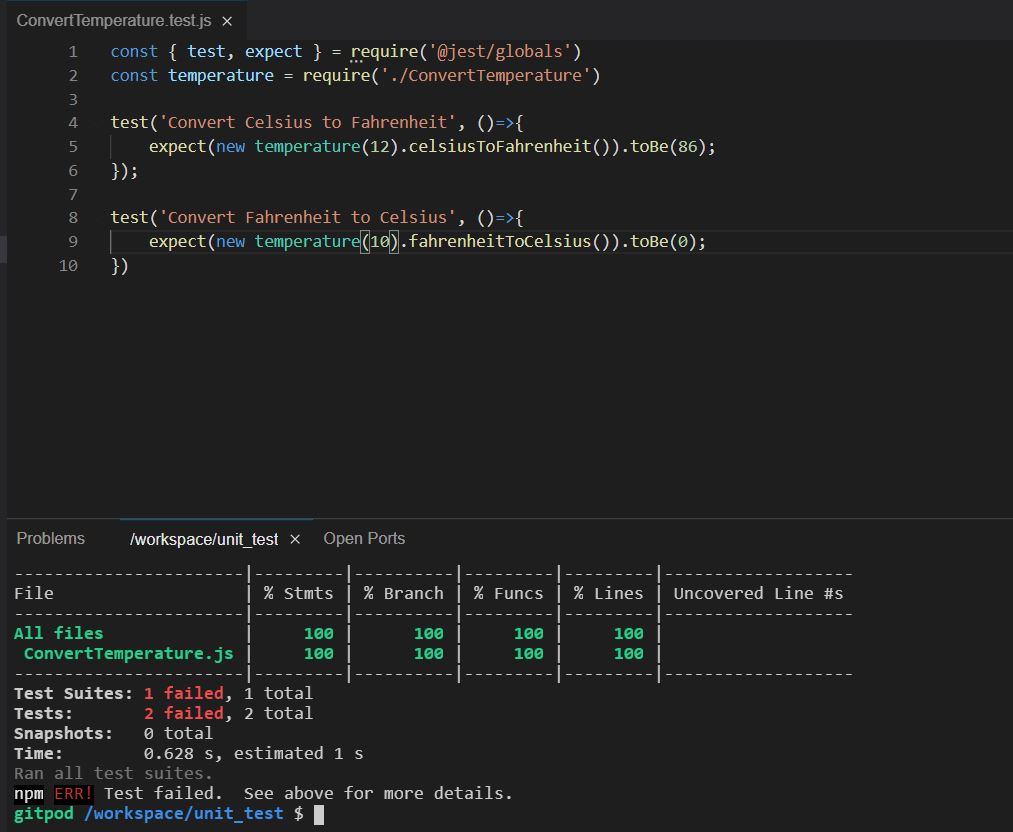 ConvertTemperature.test.js ×
1 const { test, expect } = require('@jest/globals')
2 const temperature = require('./ConvertTemperature')
3
4 test('Convert Celsius to Fahrenheit', ()=>{
5     expect(new temperature(12).celsiusToFahrenheit()).toBe(86);
6 });
7
8 test('Convert Fahrenheit to Celsius', ()=>{
9     expect(new temperature(10).fahrenheitToCelsius()).toBe(0);
10 })
Problems /workspace/unit_test × Open Ports
-----------------------|---------|----------|---------|---------|-------------------
File                   | % Stmts | % Branch | % Funcs | % Lines | Uncovered Line #s
-----------------------|---------|----------|---------|---------|-------------------
All files              |     100 |      100 |     100 |     100 |
 ConvertTemperature.js |     100 |      100 |     100 |     100 |
-----------------------|---------|----------|---------|---------|-------------------
Test Suites: 1 failed, 1 total
Tests:       2 failed, 2 total
Snapshots:   0 total
Time:        0.628 s, estimated 1 s
Ran all test suites.
npm ERR! Test failed.  See above for more details.
gitpod /workspace/unit_test $